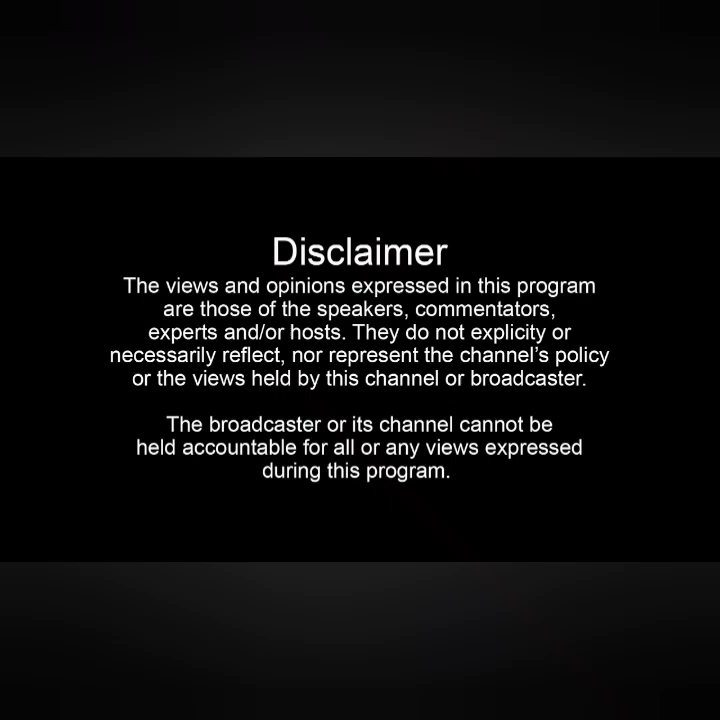 Disclaimer
The views and opinions expressed in this program
are those of the speakers, commentators,
experts and/or hosts. They do not explicity or
necessarily reflect, nor represent the channel's policy
or the views held by this channel or broadcaster.
The broadcaster or its channel cannot be
held accountable for all or any views expressed
during this program.